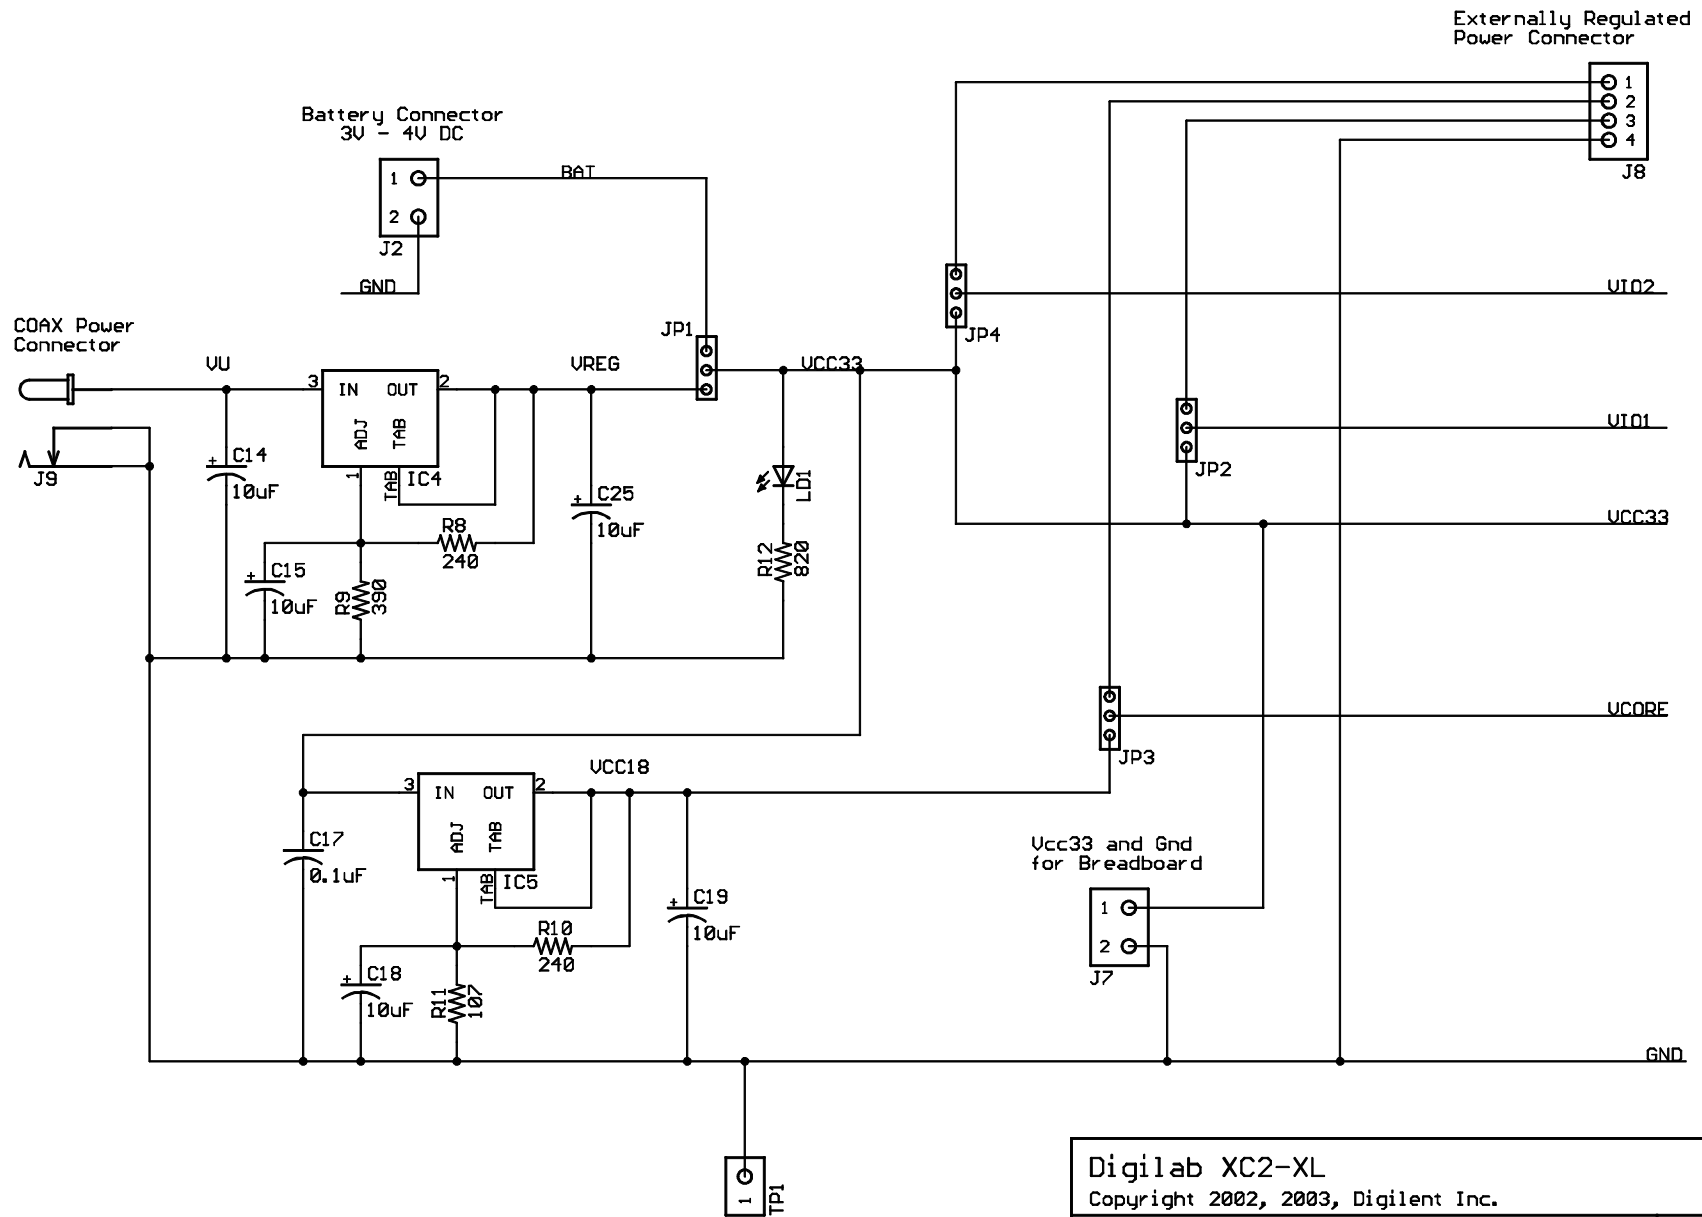 Externally Regulated
Power Connector
1
2
3
4
J8
Battery Connector
3V - 4V DC
1
2
J2
BAT
GND
COAX Power
Connector
J9
VU
3
IN
OUT
2
ADJ
TAB
1
TAB
IC4
VREG
JP1
VCC33
JP4
VIO2
JP2
VIO1
VCC33
C14
10uF
C25
10uF
LD1
R8
240
C15
10uF
R9
390
R12
820
JP3
VCORE
VCC18
3
IN
OUT
2
ADJ
TAB
1
TAB
IC5
C17
0.1uF
C19
10uF
R10
240
C18
10uF
R11
107
Vcc33 and Gnd
for Breadboard
1
2
J7
GND
1
TP1
Digilab XC2-XL
Copyright 2002, 2003, Digilent Inc.